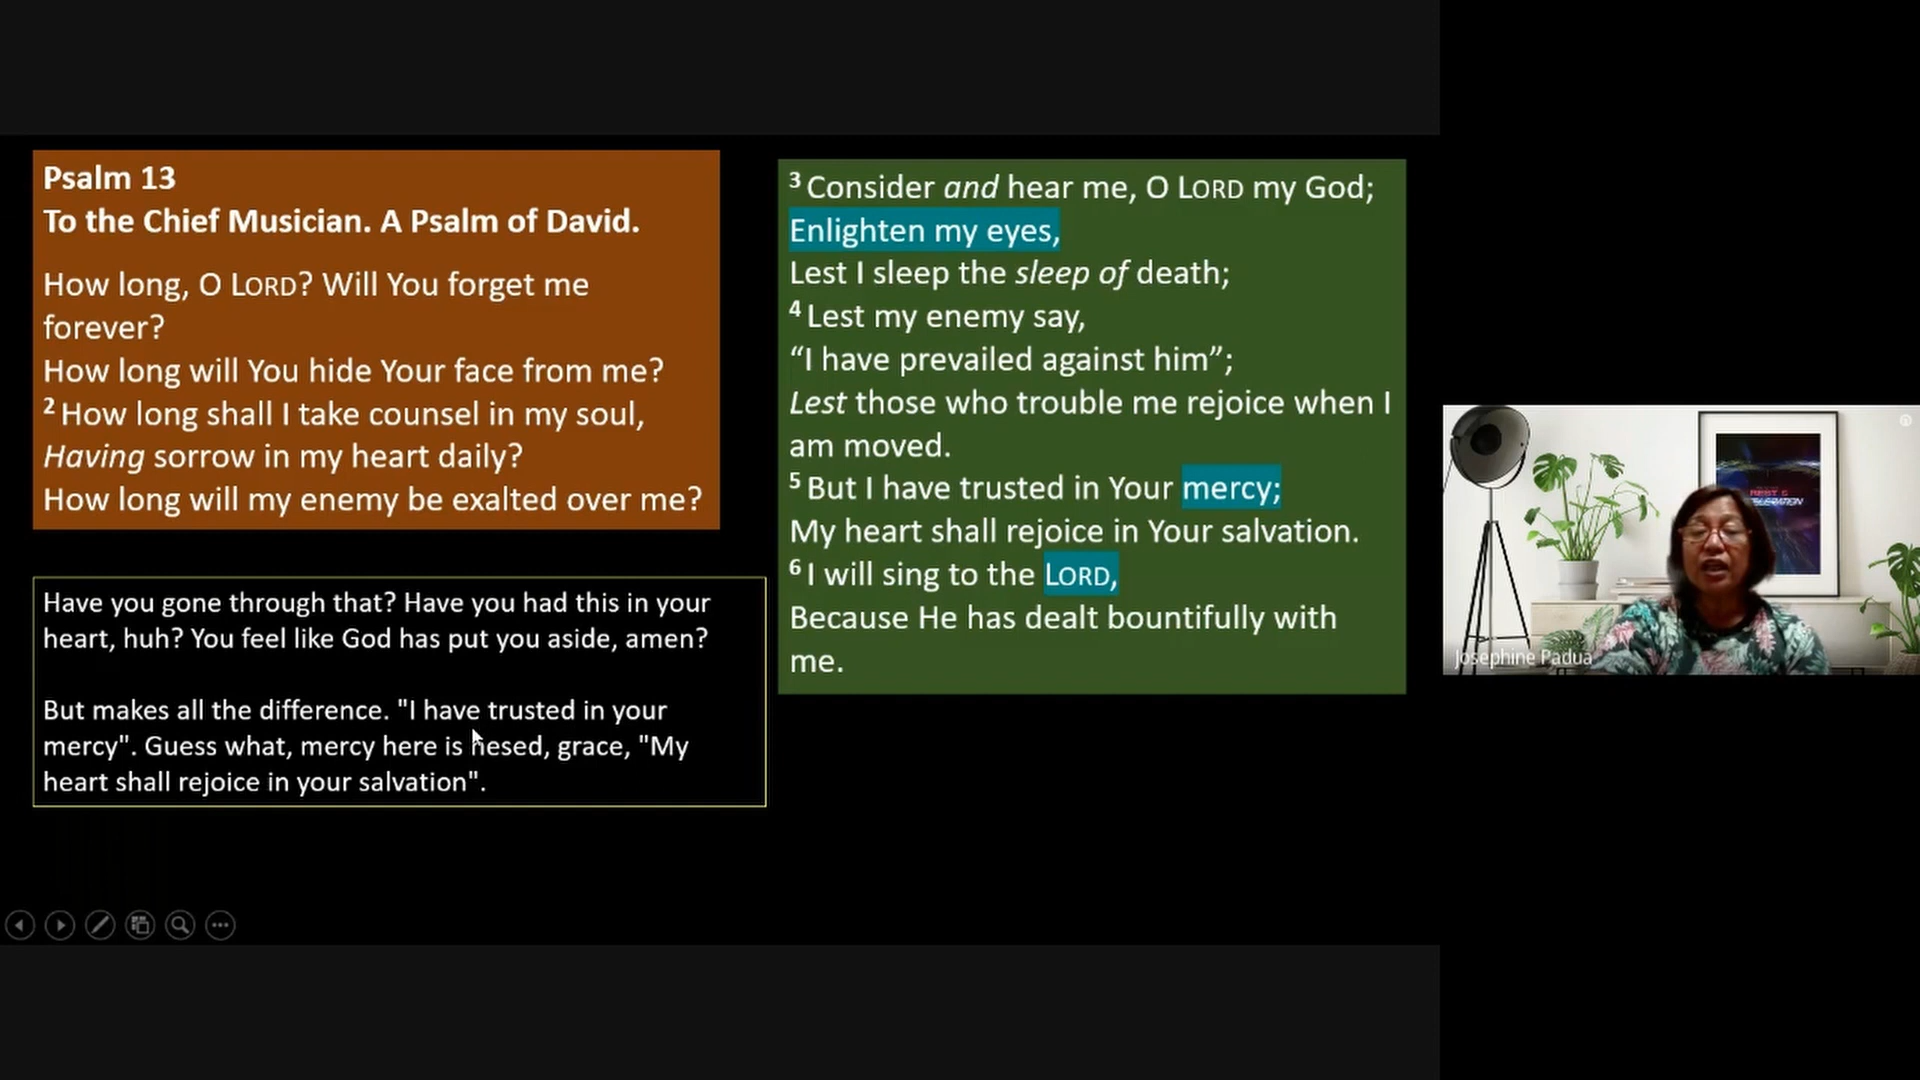 Psalm 13
To the Chief Musician. A Psalm of David.
How long, O LORD? Will You forget me
forever?
How long will You hide Your face from me?
2 How long shall I take counsel in my soul,
Having sorrow in my heart daily?
How long will my enemy be exalted over me?
Have you gone through that? Have you had this in your
heart, huh? You feel like God has put you aside, amen?
But makes all the difference. "I have trusted in your
mercy". Guess what, mercy here is hesed, grace, "My
heart shall rejoice in your salvation".
3 Consider and hear me, O LORD my God;
Enlighten my eyes,
Lest I sleep the sleep of death;
4 Lest my enemy say,
“I have prevailed against him”;
Lest those who trouble me rejoice when I
am moved.
5 But I have trusted in Your mercy;
My heart shall rejoice in Your salvation.
6 I will sing to the LORD,
Because He has dealt bountifully with
me.
Josephine Padua